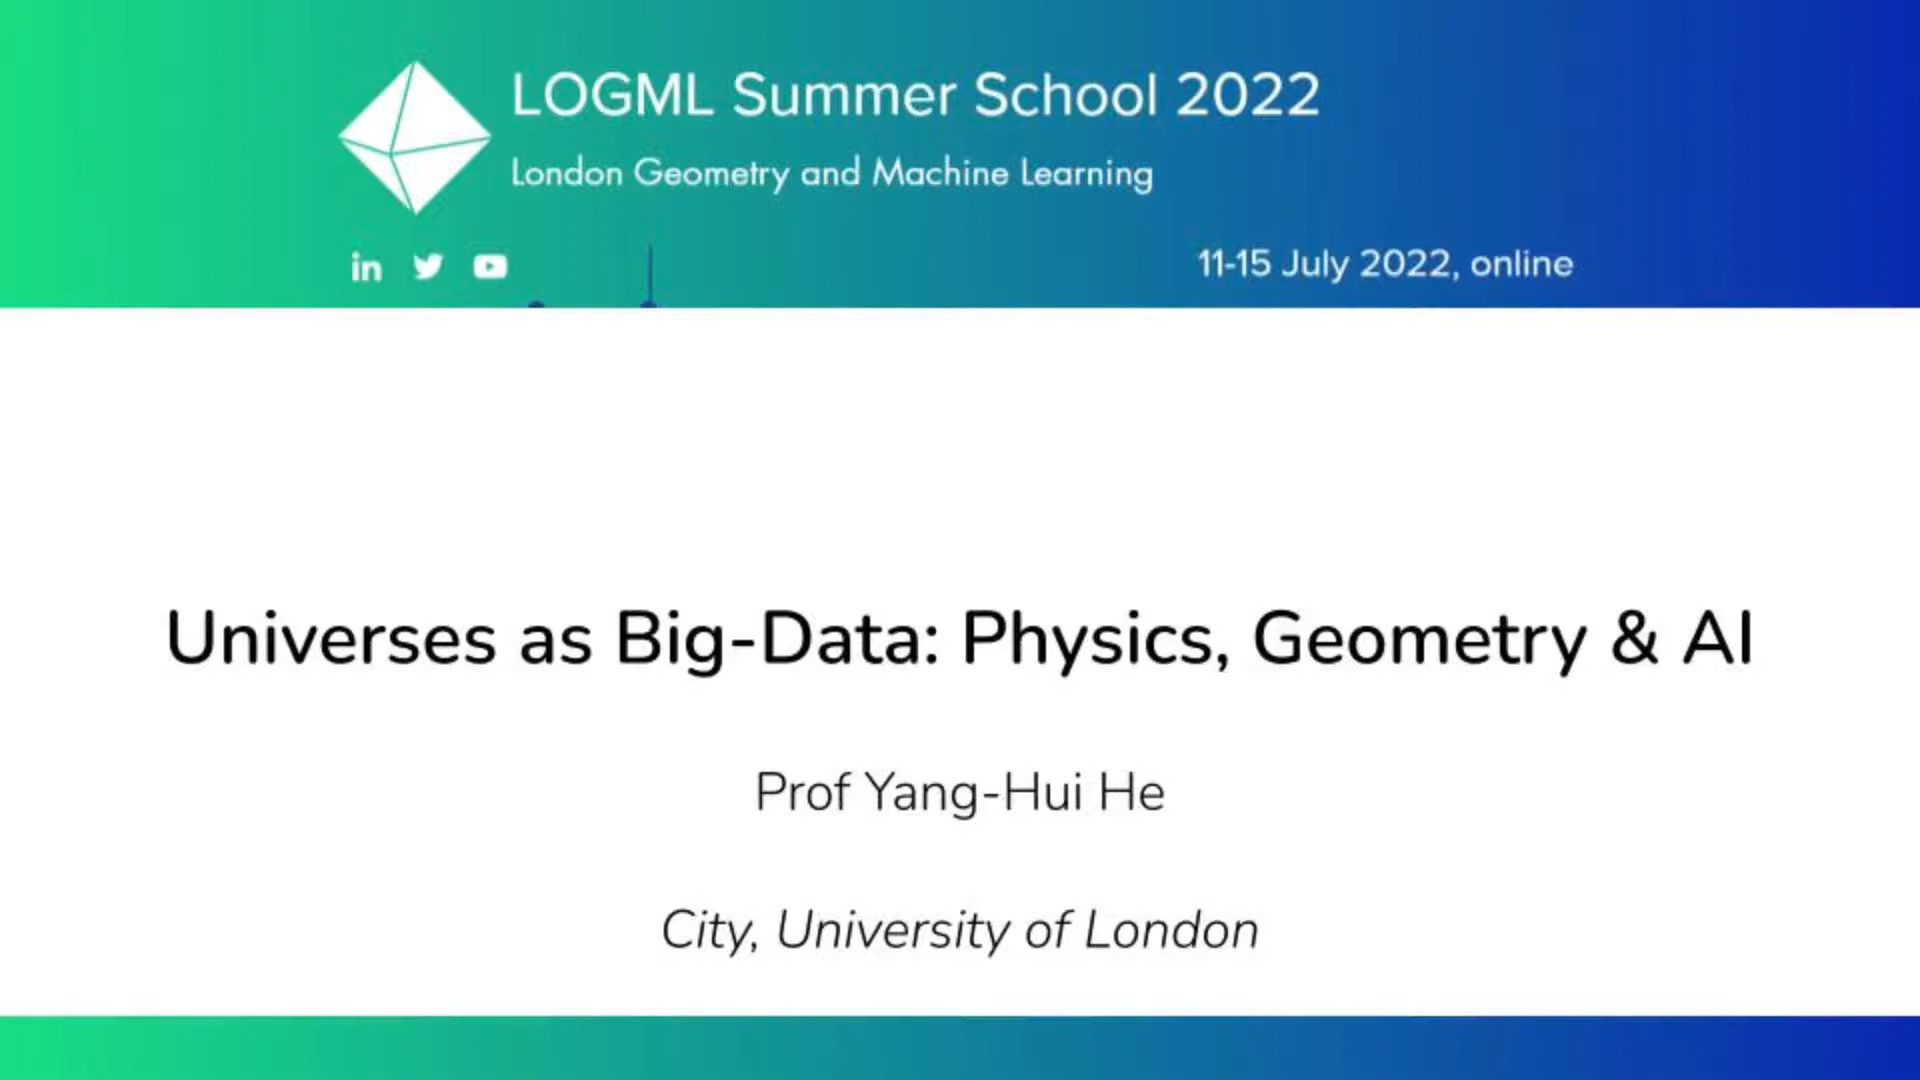 LOGML Summer School 2022
London Geometry and Machine Learning
in
11-15 July 2022, online
Universes as Big-Data: Physics, Geometry & AI
Prof Yang-Hui He
City, University of London